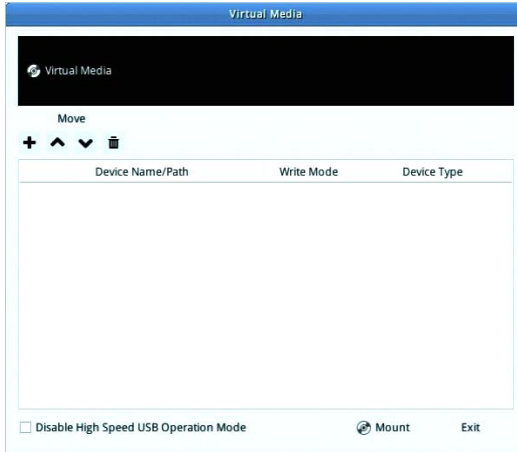 Virtual Media
Virtual Media
Move
Device Name/Path Write Mode Device Type
Disable High Speed USB Operation Mode Mount Exit